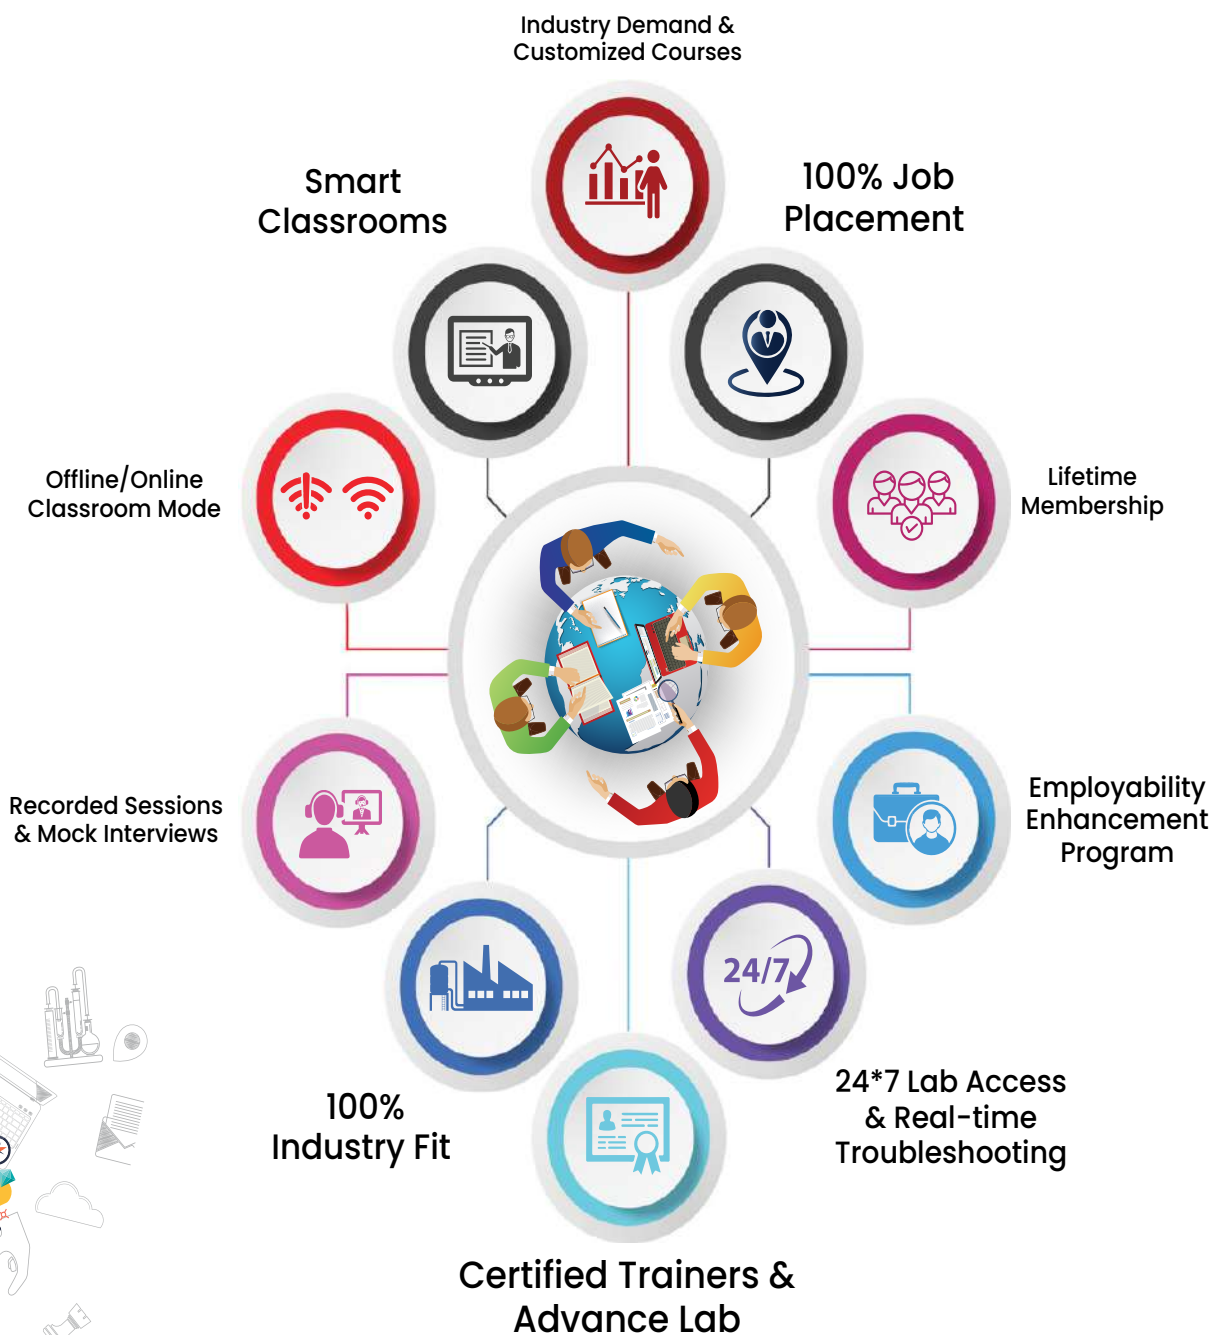 Industry Demand &
Customized Courses
Smart
Classrooms
100% Job
Placement
Offline/Online
Classroom Mode
Lifetime
Membership
Recorded Sessions
& Mock Interviews
Employability
Enhancement
Program
24/7
100%
Industry Fit
24*7 Lab Access
& Real-time
Troubleshooting
Certified Trainers &
Advance Lab